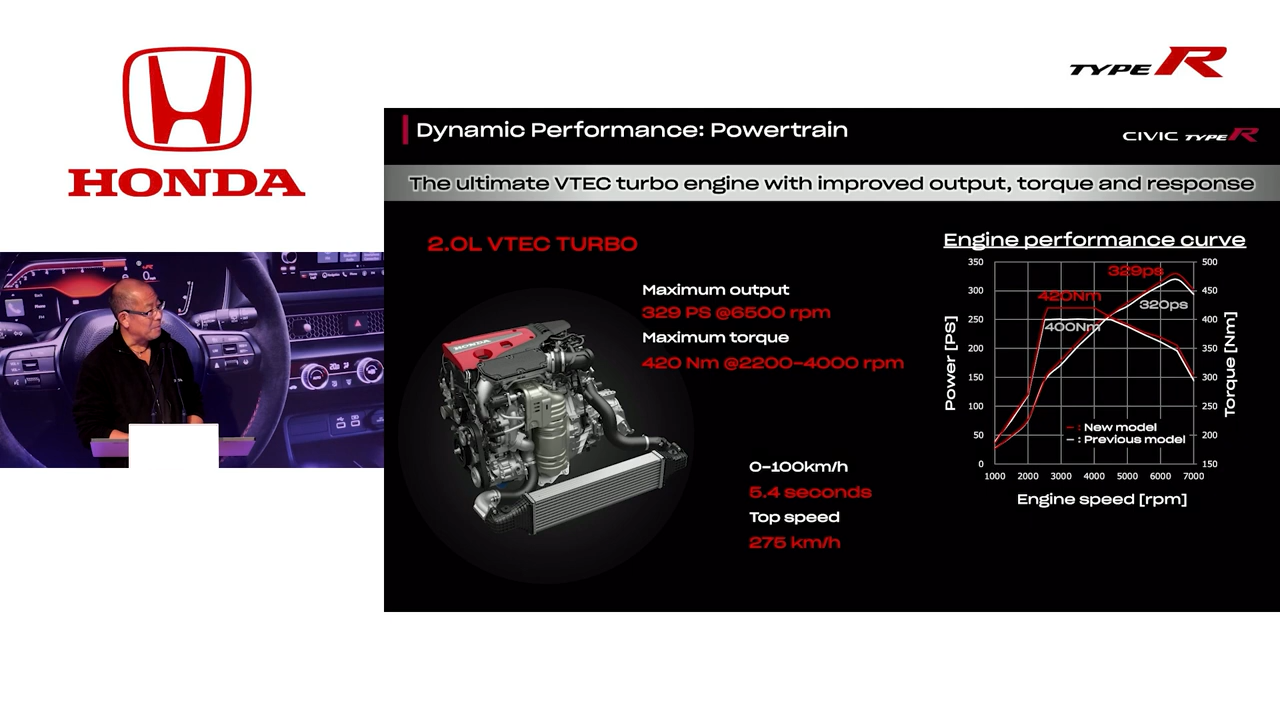 HONDA
TYPE R
Dynamic Performance: Powertrain
CIVIC TYPE R
The ultimate VTEC turbo engine with improved output, torque and response
2.0L VTEC TURBO
HONDA
Maximum output
329 PS @6500 rpm
Maximum torque
420 Nm @2200-4000 rpm
0-100km/h
5.4 seconds
Top speed
275 km/h
Engine performance curve
350
300
250
200
150
100
50
0
Power [PS]
500
450
400
350
300
250
200
150
Torque [Nm]
329ps
420Nm
320ps
400Nm
- : New model
- : Previous model
1000 2000 3000 4000 5000 6000 7000
Engine speed [rpm]